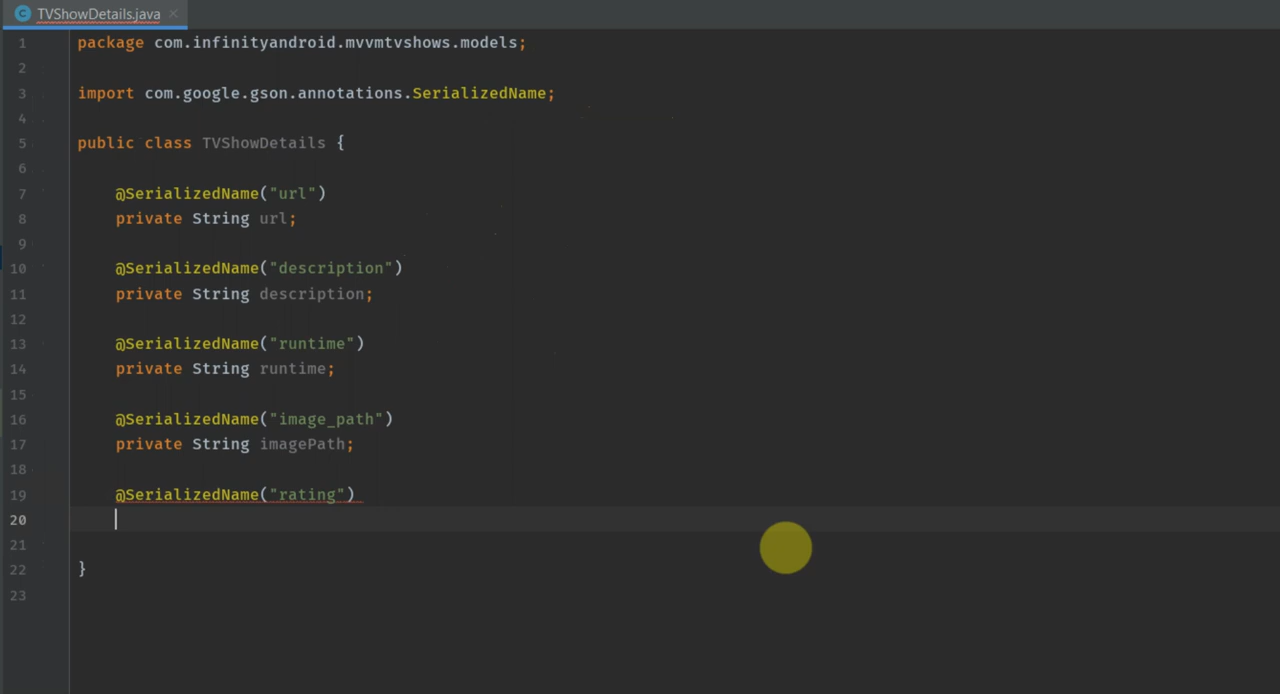 TVShowDetails.java
1 package com.infinityandroid.mvvmtvshows.models;
2
3 import com.google.gson.annotations.SerializedName;
4
5 public class TVShowDetails {
6
7 @SerializedName("url")
8 private String url;
9
10 @SerializedName("description")
11 private String description;
12
13 @SerializedName("runtime")
14 private String runtime;
15
16 @SerializedName("image_path")
17 private String imagePath;
18
19 @SerializedName("rating")
20
21
22 }
23